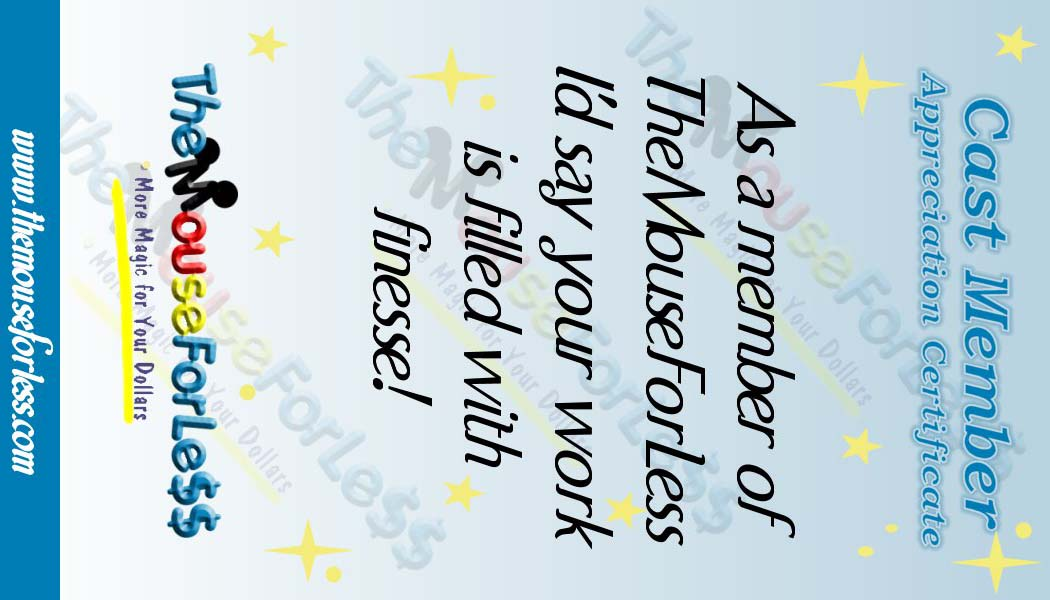 Cast Member
Appreciation Certificate
As a member of
TheMouseForLess
I'd say your work
is filled with
finesse!
TheMouseForLe$$
More Magic for Your Dollars
www.themouseforless.com